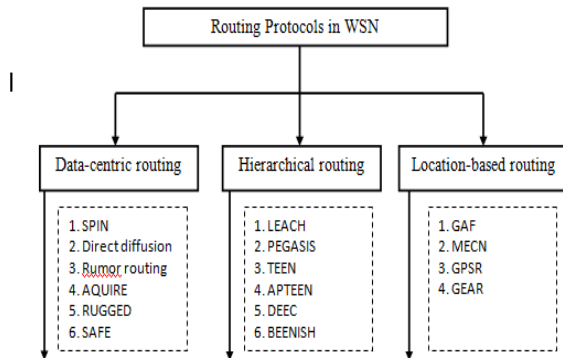 Routing Protocols in WSN
Data-centric routing
Hierarchical routing
Location-based routing
1. SPIN
2. Direct diffusion
3. Rumor routing
4. AQUIRE
5. RUGGED
6. SAFE
1. LEACH
2. PEGASIS
3. TEEN
4. APTEEN
5. DEEC
6. BEENISH
1. GAF
2. MECN
3. GPSR
4. GEAR